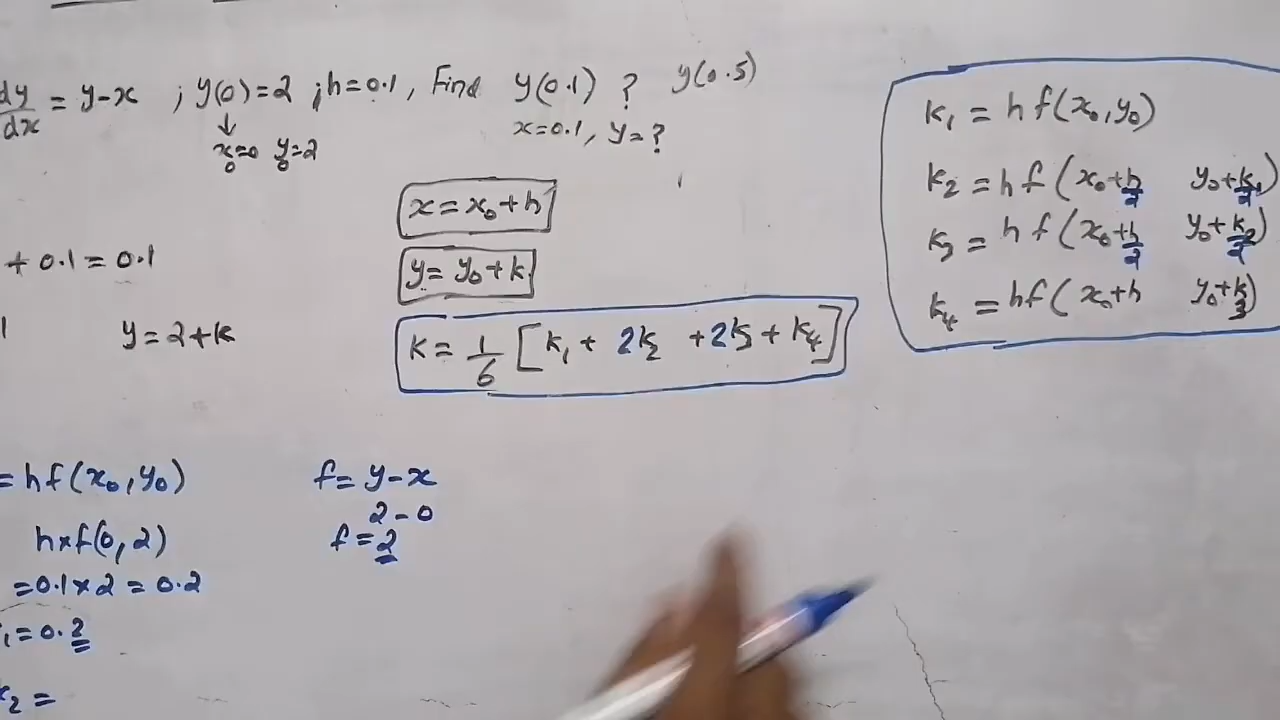 dy/dx = y-x ; y(0)=2 ; h=0.1, Find y(0.1) ? y(0.5)
↓
x₀=0 y₀=2
x=0.1, y=?
x = x₀+h
y = y₀+k
k = 1/6 [k₁ + 2k₂ + 2k₃ + k₄]
+ 0.1 = 0.1
y = 2+k
k₁ = h f(x₀, y₀)
k₂ = h f(x₀+h/2 y₀+k₁/2)
k₃ = h f(x₀+h/2 y₀+k₂/2)
k₄ = hf(x₀+h y₀+k₃)
= hf(x₀, y₀)
h×f(0, 2)
= 0.1×2 = 0.2
₁ = 0.2
k₂ =
f = y-x
2-0
f = 2